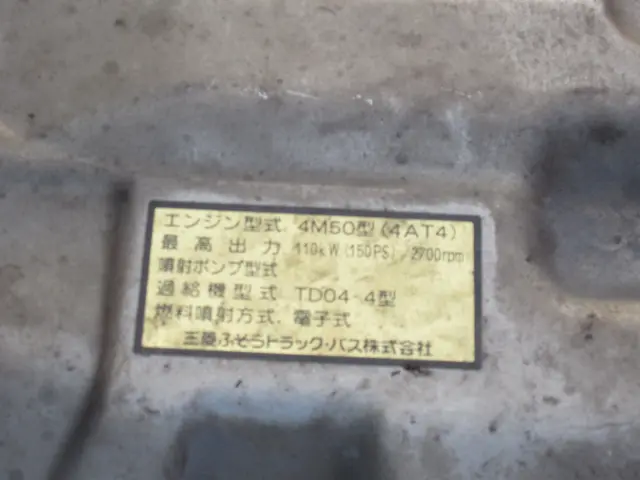 エンジン型式 4M50型(4AT4)
最高出力 110kW(150PS)/2700rpm
噴射ポンプ型式
過給機型式 TD04-4型
燃料噴射方式 電子式
三菱ふそうトラック・バス株式会社